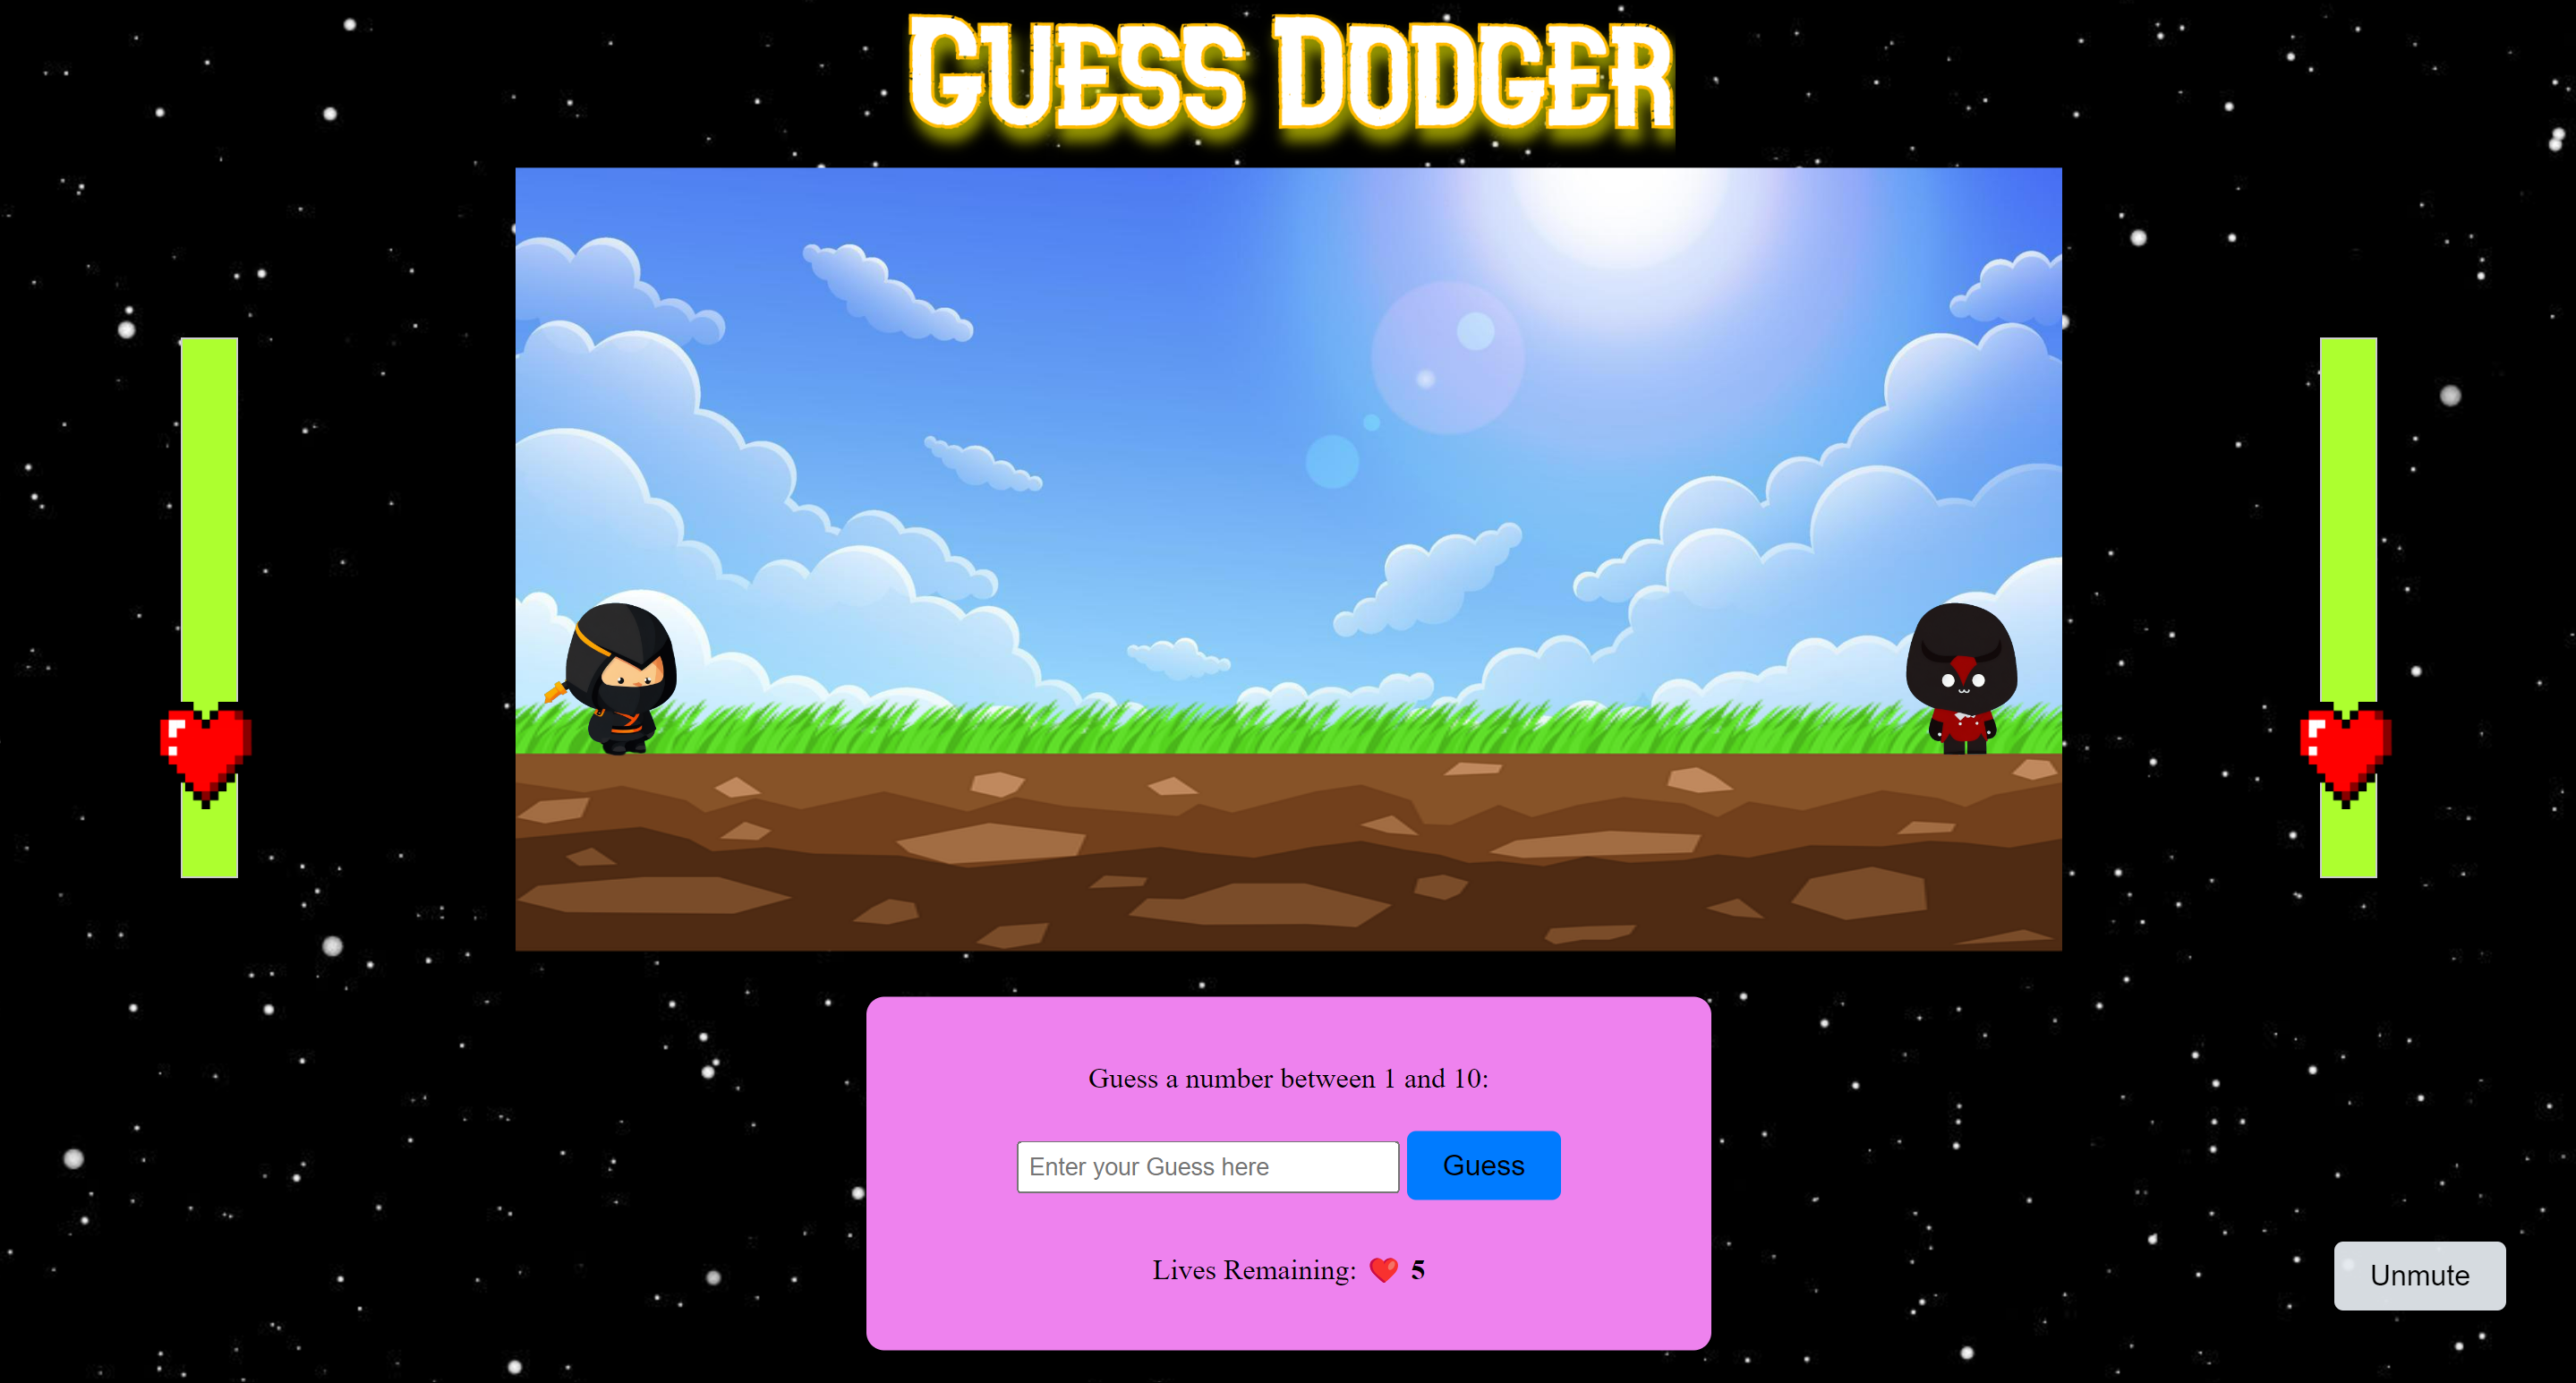 Guess Dodger
Guess a number between 1 and 10:
Enter your Guess here
Guess
Lives Remaining: ❤️ 5
Unmute